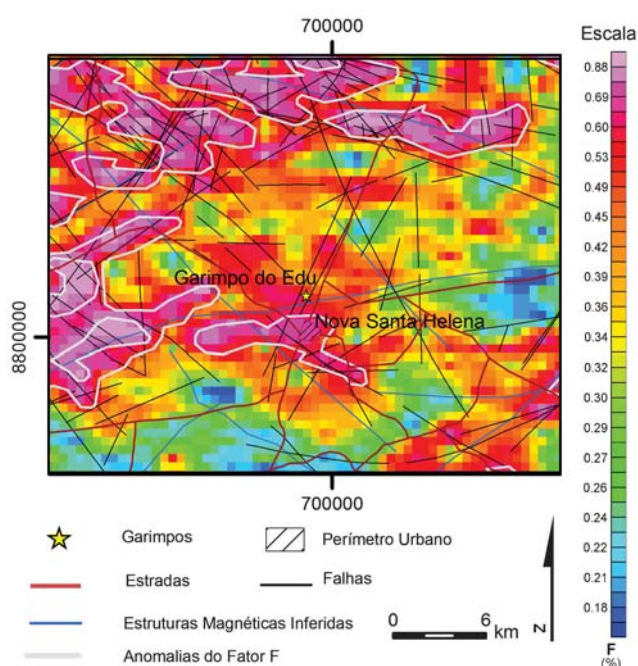 700000
Escala
0.88
0.69
0.60
0.53
0.49
0.45
0.42
0.39
0.36
0.34
0.32
0.30
0.29
0.27
0.26
0.24
0.22
0.21
0.18
F
(%)
8800000
Garimpo do Edu
Nova Santa Helena
700000
Garimpos
Perímetro Urbano
Estradas
Falhas
Estruturas Magnéticas Inferidas
0 6 km
N
Anomalias do Fator F